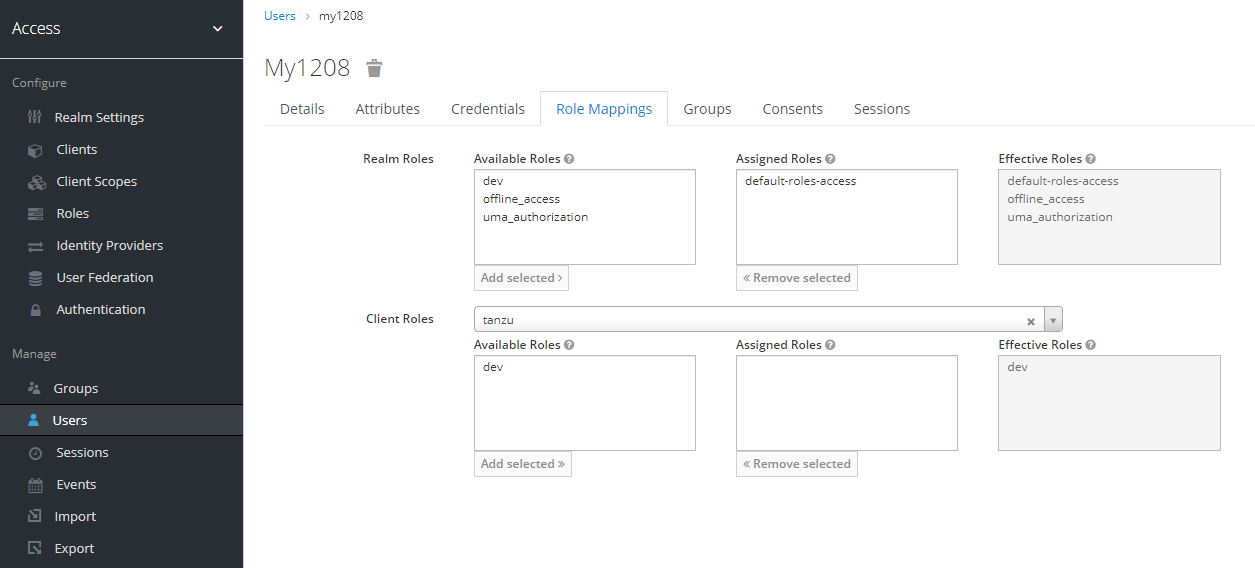 Access
Configure
Realm Settings
Clients
Client Scopes
Roles
Identity Providers
User Federation
Authentication
Manage
Groups
Users
Sessions
Events
Import
Export
Users > my1208
My1208
Details Attributes Credentials Role Mappings Groups Consents Sessions
Realm Roles
Available Roles
dev
offline_access
uma_authorization
Add selected >
Assigned Roles
default-roles-access
« Remove selected
Effective Roles
default-roles-access
offline_access
uma_authorization
Client Roles
tanzu
Available Roles
dev
Add selected »
Assigned Roles
« Remove selected
Effective Roles
dev